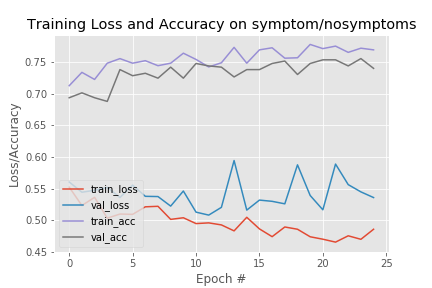 Training Loss and Accuracy on symptom/nosymptoms
0.75
0.70
0.65
0.60
0.55
0.50
0.45
Loss/Accuracy
train_loss
val_loss
train_acc
val_acc
0 5 10 15 20 25
Epoch #